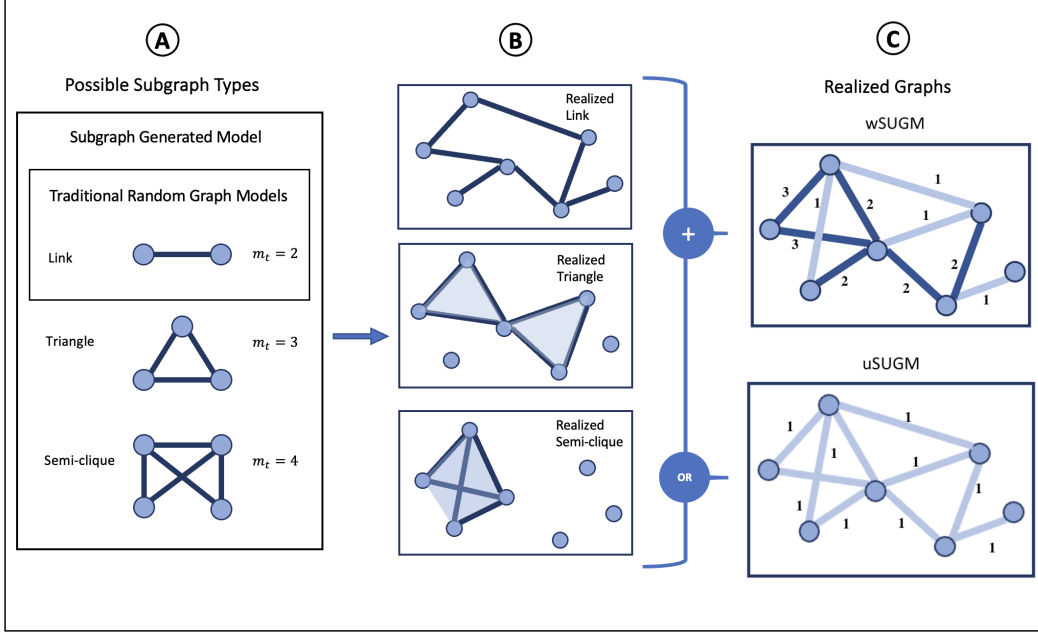 A
B
C
Possible Subgraph Types
Subgraph Generated Model
Traditional Random Graph Models
Link
m_t = 2
Triangle
m_t = 3
Semi-clique
m_t = 4
Realized
Link
Realized
Triangle
Realized
Semi-clique
+
OR
Realized Graphs
wSUGM
1
3
1
2
1
3
2
2
2
1
uSUGM
1
1
1
1
1
1
1
1
1